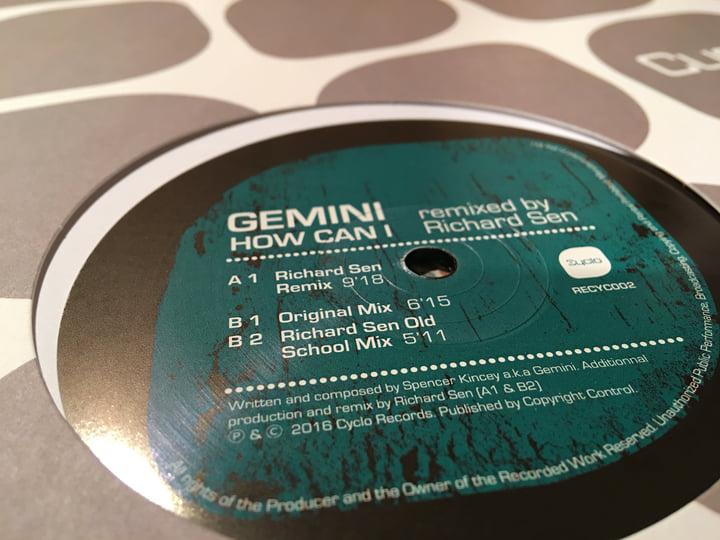 GEMINI
HOW CAN I
remixed by
Richard Sen
A 1 Richard Sen
Remix 9'18
B 1 Original Mix 6'15
B 2 Richard Sen Old
School Mix 5'11
Cyclo
RECYC002
Written and composed by Spencer Kincey a.k.a Gemini. Additionnal
production and remix by Richard Sen (A1 & B2)
Ⓟ & © 2016 Cyclo Records. Published by Copyright Control.
All rights of the Producer and the Owner of the Recorded Work Reserved. Unauthorized Public Performance, Broadcasting, Copying